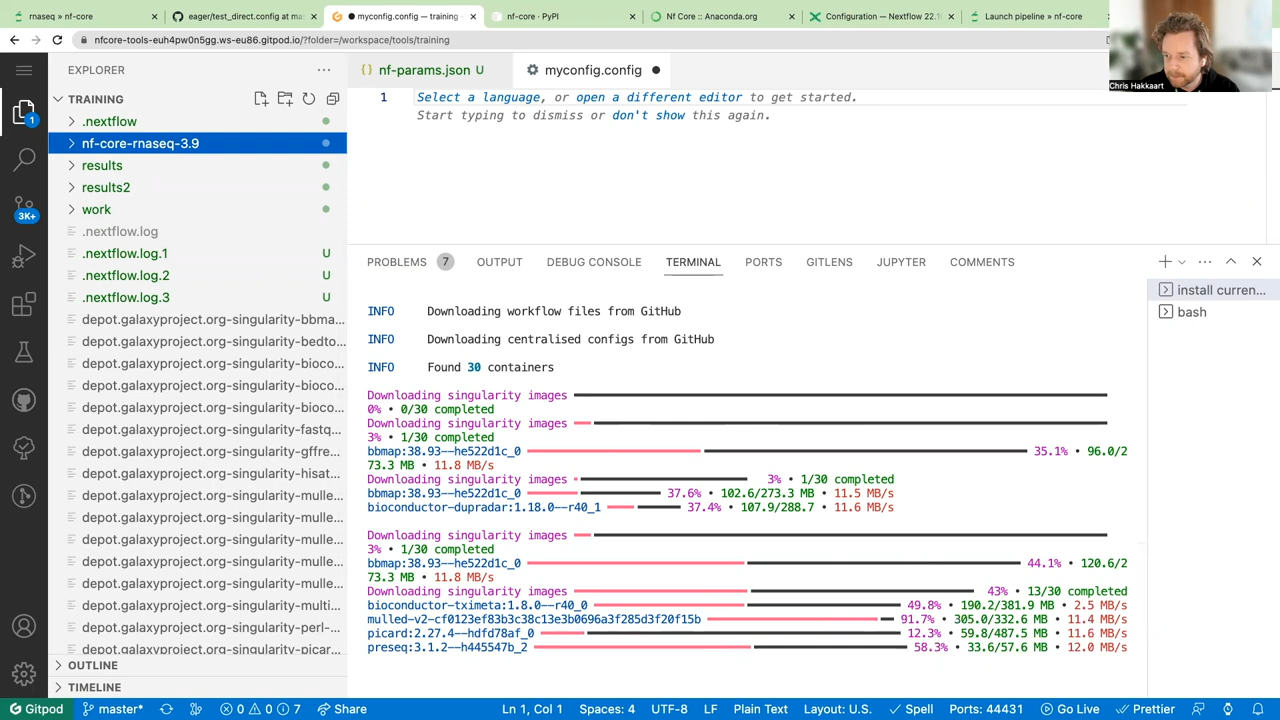 rnaseq » nf-core
eager/test_direct.config at mas
● myconfig.config — training -
nf-core · PyPI
Nf Core :: Anaconda.org
Configuration — Nextflow 22.1
Launch pipeline » nf-core
nfcore-tools-euh4pw0n5gg.ws-eu86.gitpod.io/?folder=/workspace/tools/training
Chris Hakkaart
EXPLORER
nf-params.json U
myconfig.config
TRAINING
1 Select a language, or open a different editor to get started.
Start typing to dismiss or don't show this again.
.nextflow
nf-core-rnaseq-3.9
results
results2
work
.nextflow.log
.nextflow.log.1 U
.nextflow.log.2 U
.nextflow.log.3 U
depot.galaxyproject.org-singularity-bbma...
depot.galaxyproject.org-singularity-bedto...
depot.galaxyproject.org-singularity-bioco...
depot.galaxyproject.org-singularity-bioco...
depot.galaxyproject.org-singularity-bioco...
depot.galaxyproject.org-singularity-fastq...
depot.galaxyproject.org-singularity-gffre...
depot.galaxyproject.org-singularity-hisat...
depot.galaxyproject.org-singularity-mulle...
depot.galaxyproject.org-singularity-mulle...
depot.galaxyproject.org-singularity-mulle...
depot.galaxyproject.org-singularity-mulle...
depot.galaxyproject.org-singularity-mulle...
depot.galaxyproject.org-singularity-multi...
depot.galaxyproject.org-singularity-perl-...
depot.galaxyproject.org-singularity-picar...
OUTLINE
TIMELINE
1
3K+
PROBLEMS 7 OUTPUT DEBUG CONSOLE TERMINAL PORTS GITLENS JUPYTER COMMENTS
install curren...
bash
INFO Downloading workflow files from GitHub
INFO Downloading centralised configs from GitHub
INFO Found 30 containers
Downloading singularity images
0% • 0/30 completed
Downloading singularity images
3% • 1/30 completed
bbmap:38.93--he522d1c_0 35.1% • 96.0/2
73.3 MB • 11.8 MB/s
Downloading singularity images 3% • 1/30 completed
bbmap:38.93--he522d1c_0 37.6% • 102.6/273.3 MB • 11.5 MB/s
bioconductor-dupradar:1.18.0--r40_1 37.4% • 107.9/288.7 • 11.6 MB/s
Downloading singularity images
3% • 1/30 completed
bbmap:38.93--he522d1c_0 44.1% • 120.6/2
73.3 MB • 11.8 MB/s
Downloading singularity images 43% • 13/30 completed
bioconductor-tximeta:1.8.0--r40_0 49.8% • 190.2/381.9 MB • 2.5 MB/s
mulled-v2-cf0123ef83b3c38c13e3b0696a3f285d3f20f15b 91.7% • 305.0/332.6 MB • 11.4 MB/s
picard:2.27.4--hdfd78af_0 12.3% • 59.8/487.5 MB • 11.6 MB/s
preseq:3.1.2--h445547b_2 58.3% • 33.6/57.6 MB • 12.0 MB/s
Gitpod master* 0 0 7 Share Ln 1, Col 1 Spaces: 4 UTF-8 LF Plain Text Layout: U.S. Spell Ports: 44431 Go Live Prettier